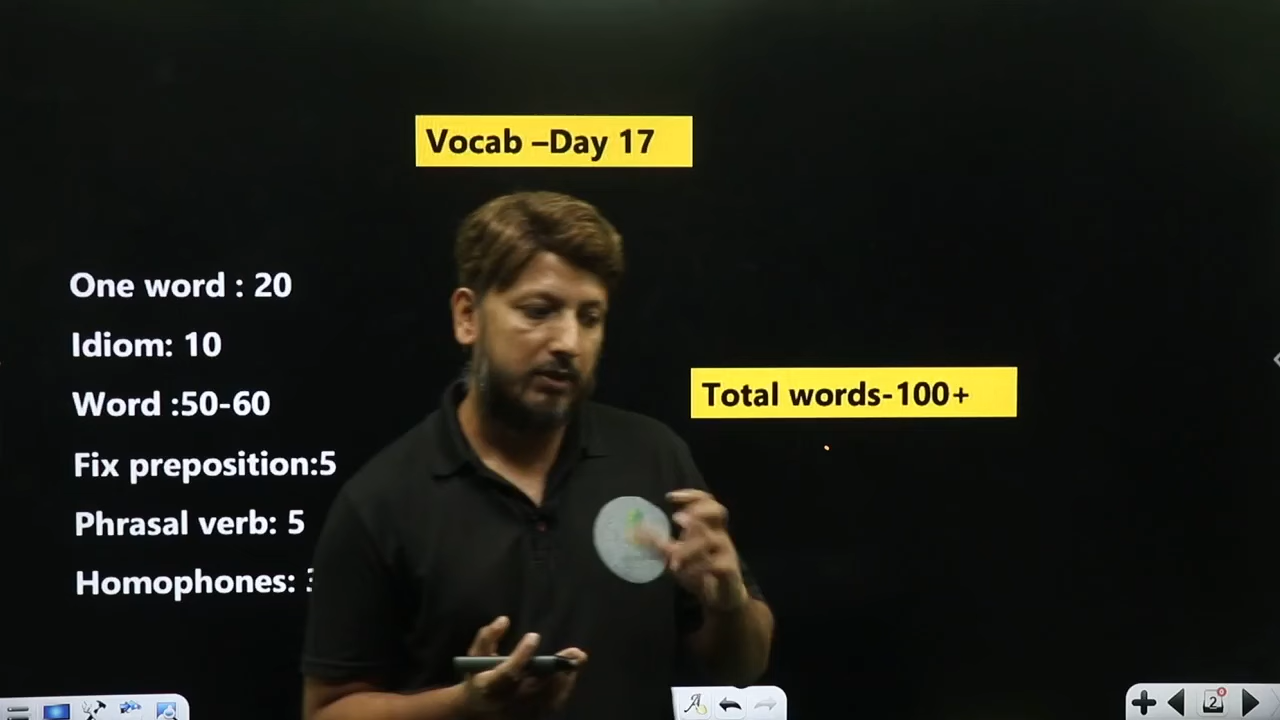 Vocab –Day 17
One word : 20
Idiom: 10
Word :50-60
Fix preposition:5
Phrasal verb: 5
Homophones:
Total words-100+
2